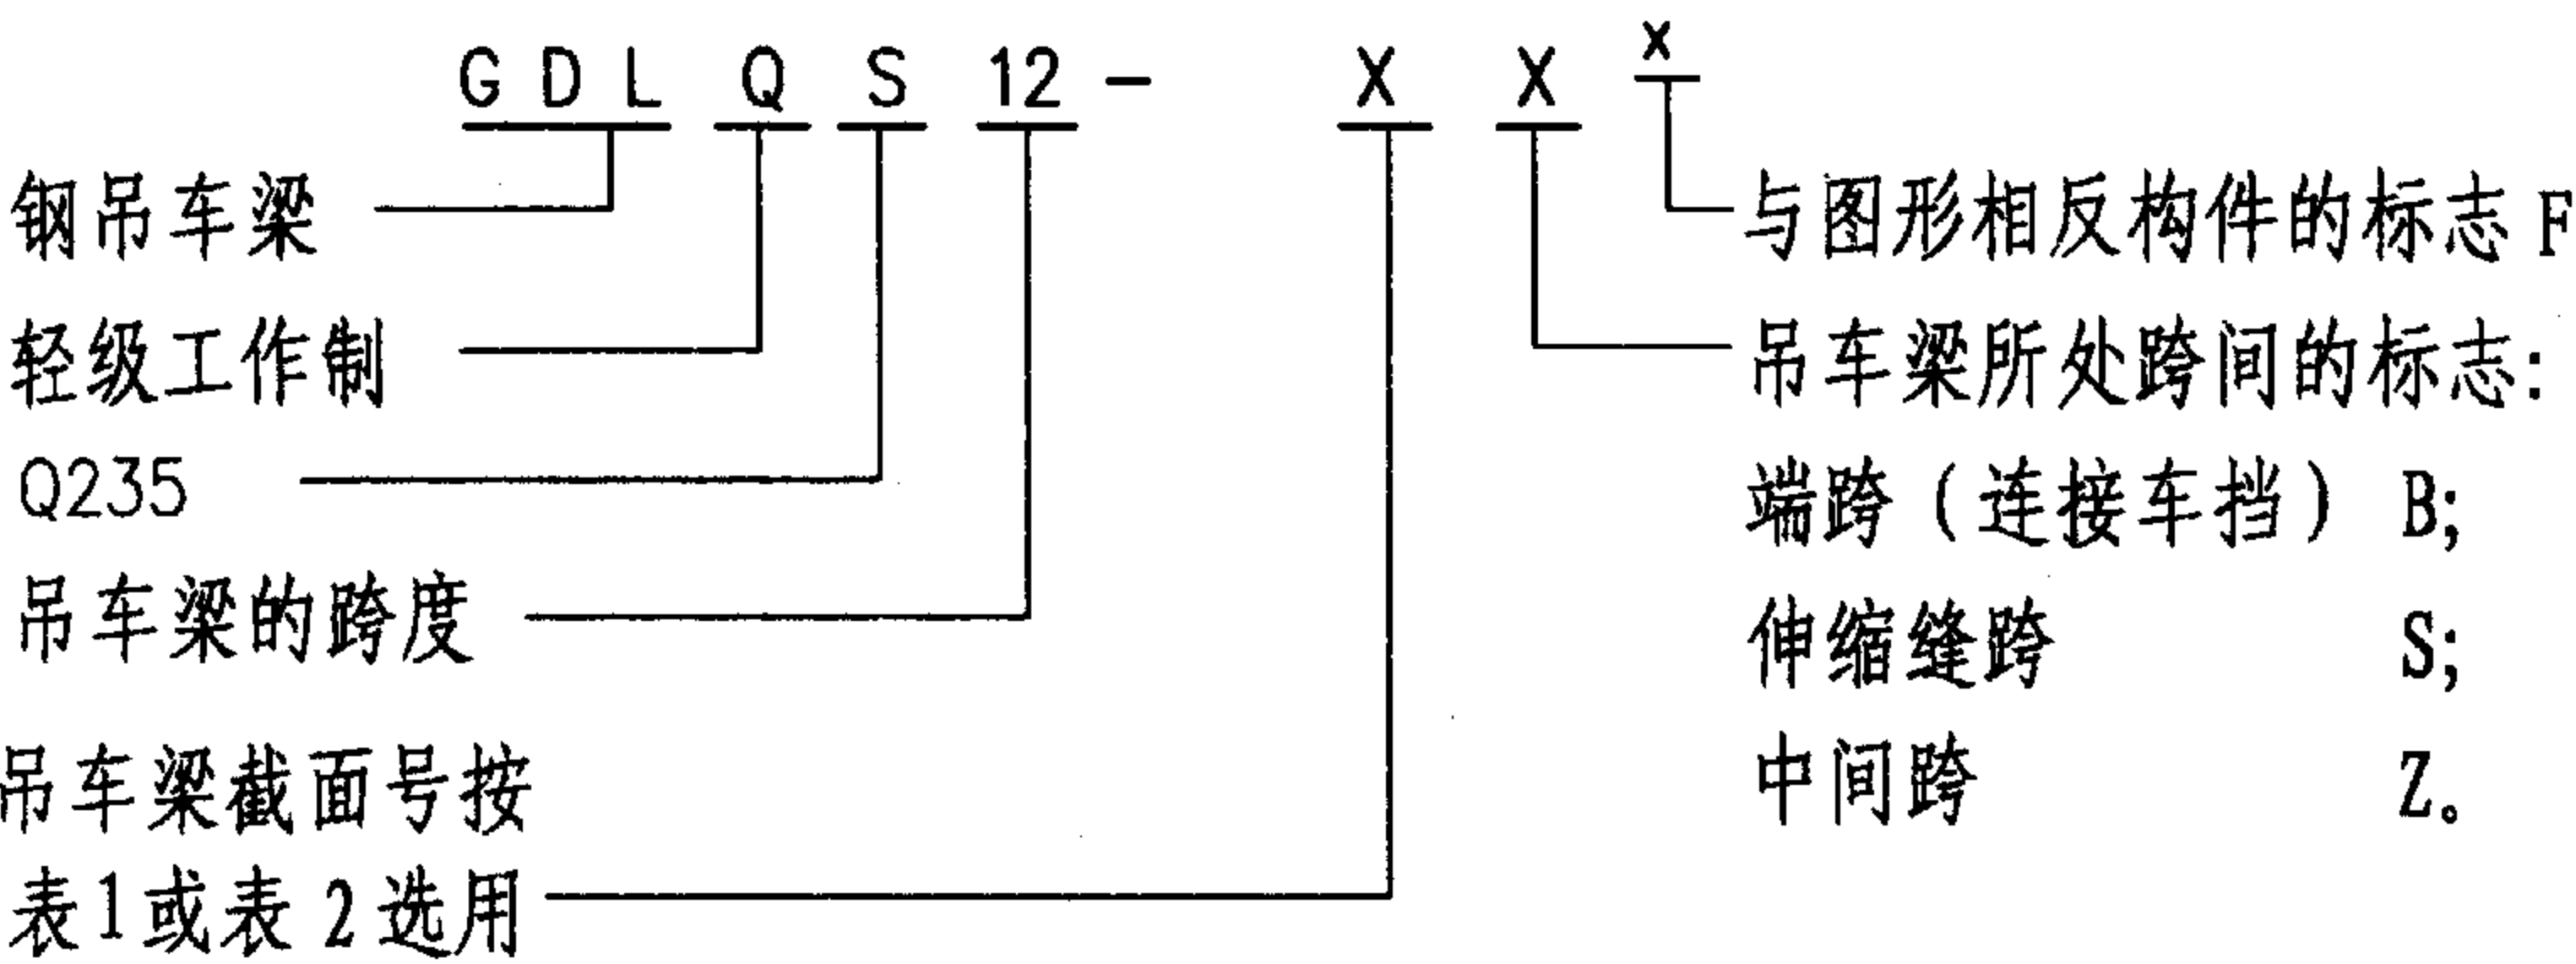 GDL Q S 12- X X x
钢吊车梁
轻级工作制
Q235
吊车梁的跨度
吊车梁截面号按
表1或表2选用
与图形相反构件的标志 F
吊车梁所处跨间的标志:
端跨（连接车挡） B;
伸缩缝跨 S;
中间跨 Z。